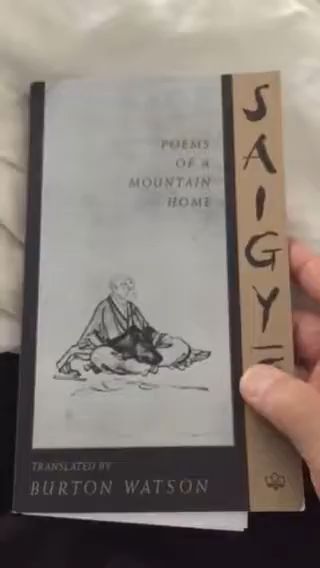 POEMS
OF a
MOUNTAIN
HOME
SAIGY
TRANSLATED BY
BURTON WATSON